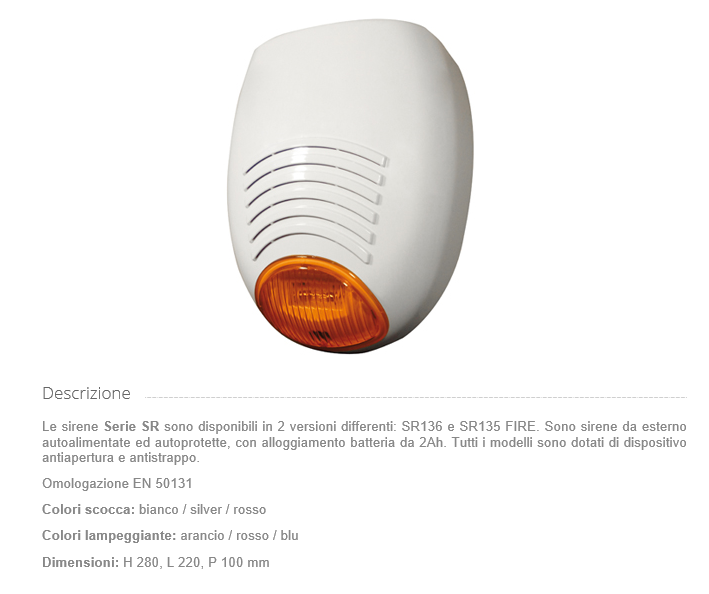 Descrizione
Le sirene Serie SR sono disponibili in 2 versioni differenti: SR136 e SR135 FIRE. Sono sirene da esterno
autoalimentate ed autoprotette, con alloggiamento batteria da 2Ah. Tutti i modelli sono dotati di dispositivo
antiapertura e antistrappo.
Omologazione EN 50131
Colori scocca: bianco / silver / rosso
Colori lampeggiante: arancio / rosso / blu
Dimensioni: H 280, L 220, P 100 mm